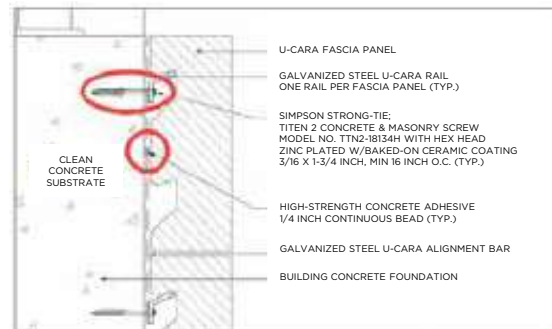 U-CARA FASCIA PANEL
GALVANIZED STEEL U-CARA RAIL
ONE RAIL PER FASCIA PANEL (TYP.)
SIMPSON STRONG-TIE;
TITEN 2 CONCRETE & MASONRY SCREW
MODEL NO. TTN2-18134H WITH HEX HEAD
ZINC PLATED W/BAKED-ON CERAMIC COATING
3/16 X 1-3/4 INCH, MIN 16 INCH O.C. (TYP.)
CLEAN
CONCRETE
SUBSTRATE
HIGH-STRENGTH CONCRETE ADHESIVE
1/4 INCH CONTINUOUS BEAD (TYP.)
GALVANIZED STEEL U-CARA ALIGNMENT BAR
BUILDING CONCRETE FOUNDATION